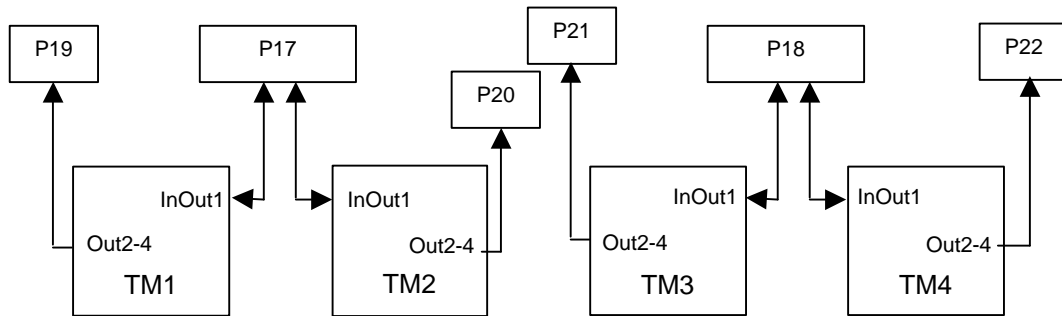 P19
P17
P21
P18
P22
P20
InOut1
InOut1
InOut1
InOut1
Out2-4
Out2-4
Out2-4
Out2-4
TM1
TM2
TM3
TM4